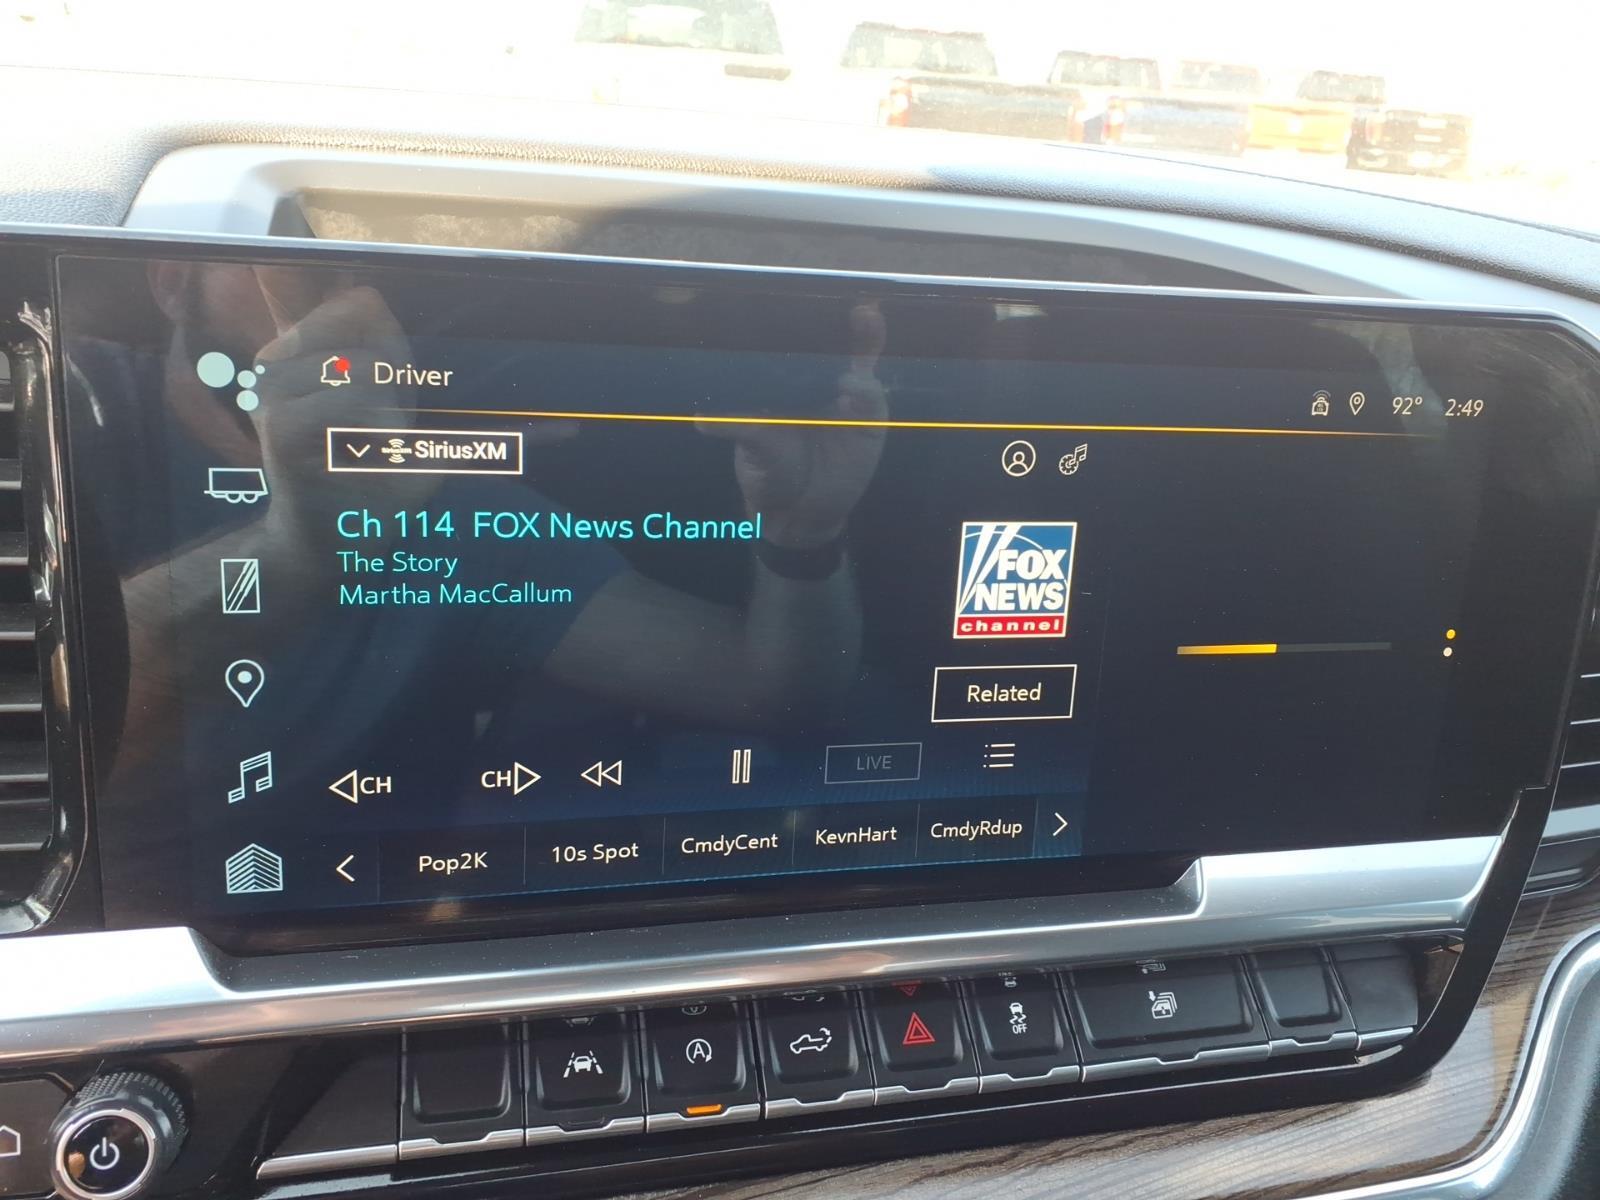 Driver
92° 2:49
SiriusXM
Ch 114 FOX News Channel
The Story
Martha MacCallum
FOX
NEWS
channel
Related
CH
CH
LIVE
Pop2K
10s Spot
CmdyCent
KevnHart
CmdyRdup
A
OFF